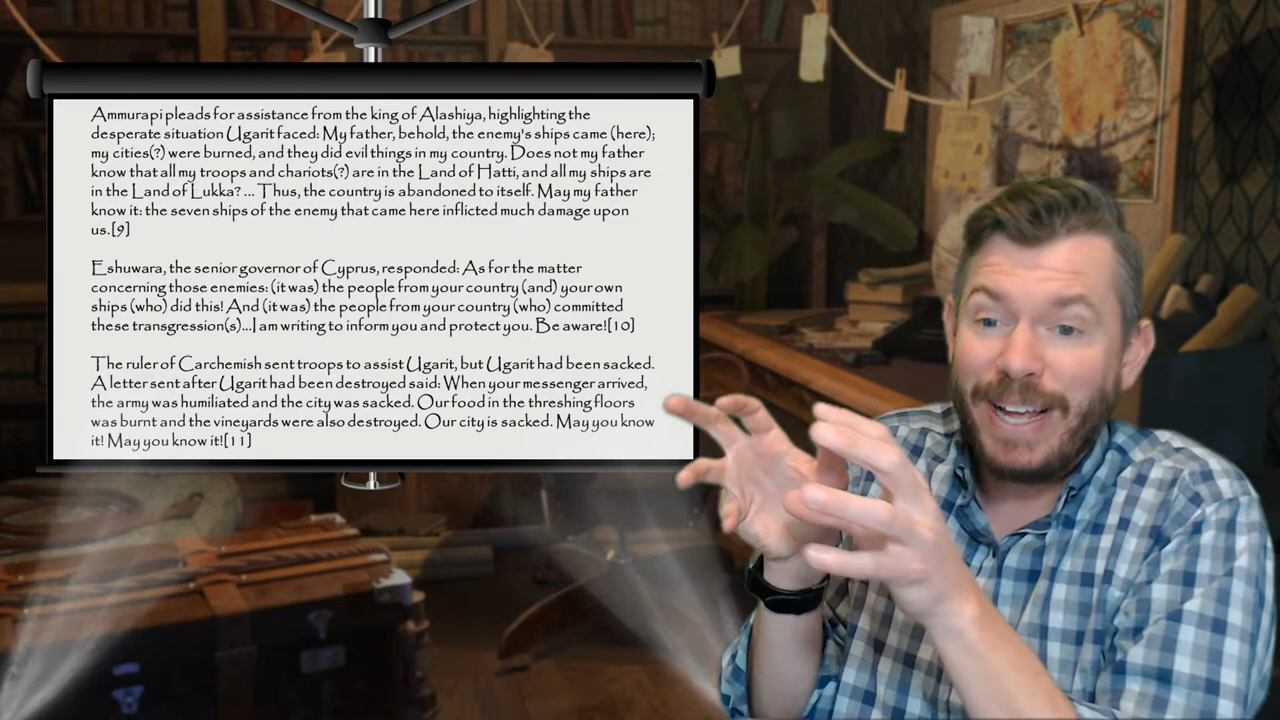 Ammurapi pleads for assistance from the king of Alashiya, highlighting the
desperate situation Ugarit faced: My father, behold, the enemy's ships came (here);
my cities(?) were burned, and they did evil things in my country. Does not my father
know that all my troops and chariots(?) are in the Land of Hatti, and all my ships are
in the Land of Lukka? ... Thus, the country is abandoned to itself. May my father
know it: the seven ships of the enemy that came here inflicted much damage upon
us.[9]
Eshuwara, the senior governor of Cyprus, responded: As for the matter
concerning those enemies: (it was) the people from your country (and) your own
ships (who) did this! And (it was) the people from your country (who) committed
these transgression(s)...I am writing to inform you and protect you. Be aware![10]
The ruler of Carchemish sent troops to assist Ugarit, but Ugarit had been sacked.
A letter sent after Ugarit had been destroyed said: When your messenger arrived,
the army was humiliated and the city was sacked. Our food in the threshing floors
was burnt and the vineyards were also destroyed. Our city is sacked. May you know
it! May you know it![11]